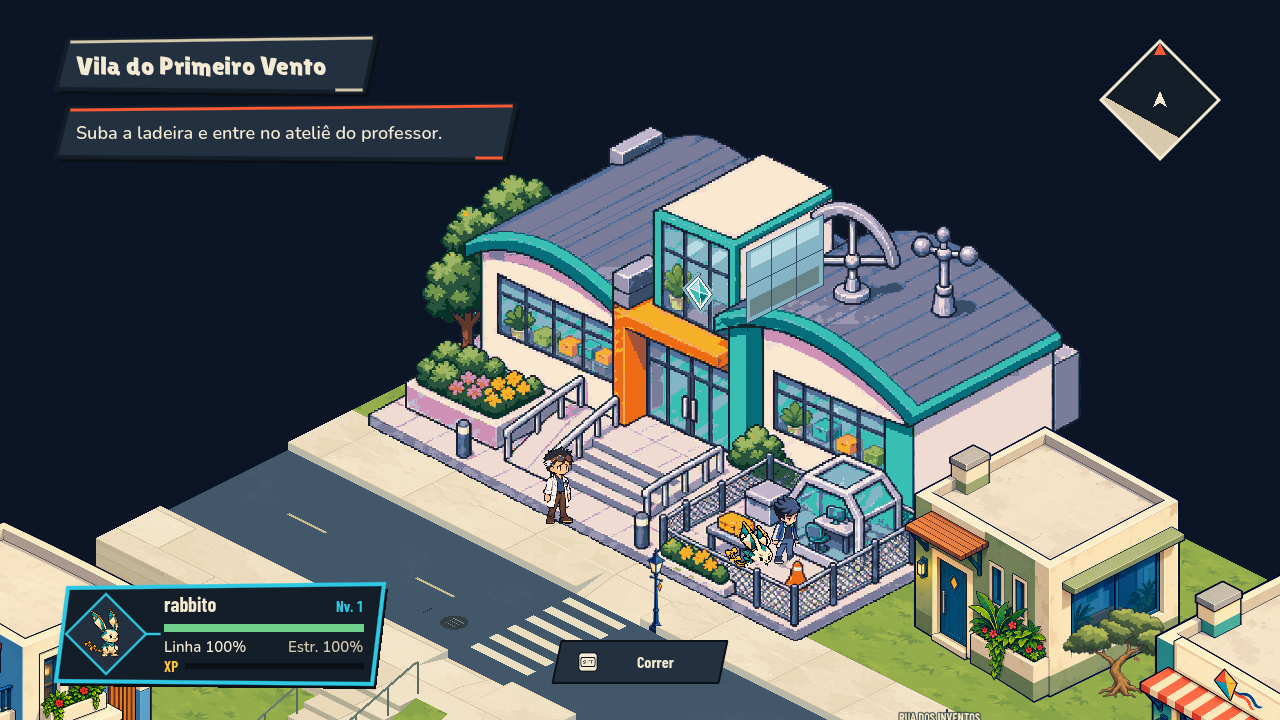 Vila do Primeiro Vento
Suba a ladeira e entre no ateliê do professor.
rabbito
Nv. 1
Linha 100%
Estr. 100%
XP
Correr
RUA DOS INVENTOS